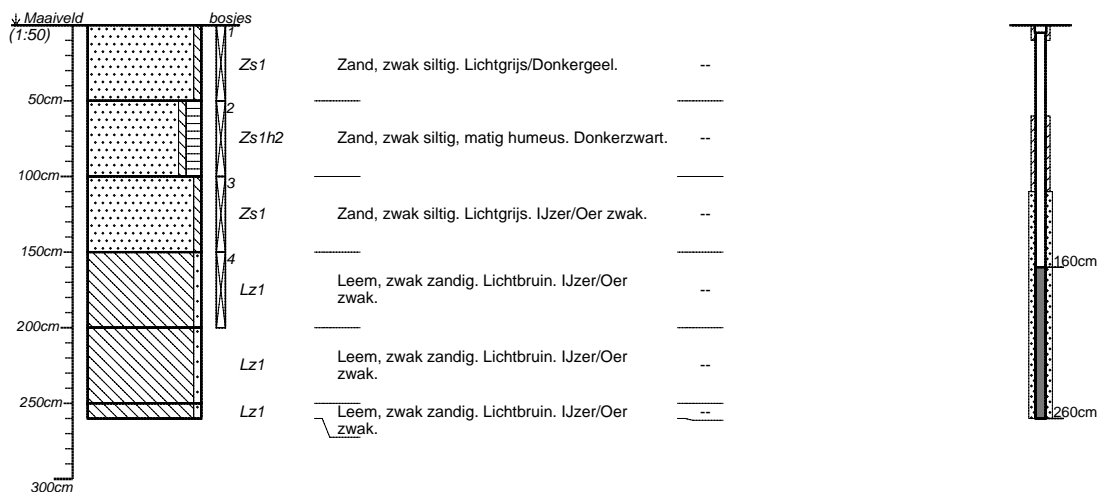 Maaiveld
bosjes
(1:50)
1
Zs1
Zand, zwak siltig. Lichtgrijs/Donkergeel.
--
50cm
2
Zs1h2
Zand, zwak siltig, matig humeus. Donkerzwart.
--
100cm
3
Zs1
Zand, zwak siltig. Lichtgrijs. IJzer/Oer zwak.
--
150cm
4
160cm
Lz1
Leem, zwak zandig. Lichtbruin. IJzer/Oer
zwak.
--
200cm
Lz1
Leem, zwak zandig. Lichtbruin. IJzer/Oer
zwak.
--
250cm
Lz1
Leem, zwak zandig. Lichtbruin. IJzer/Oer
zwak.
--
260cm
300cm